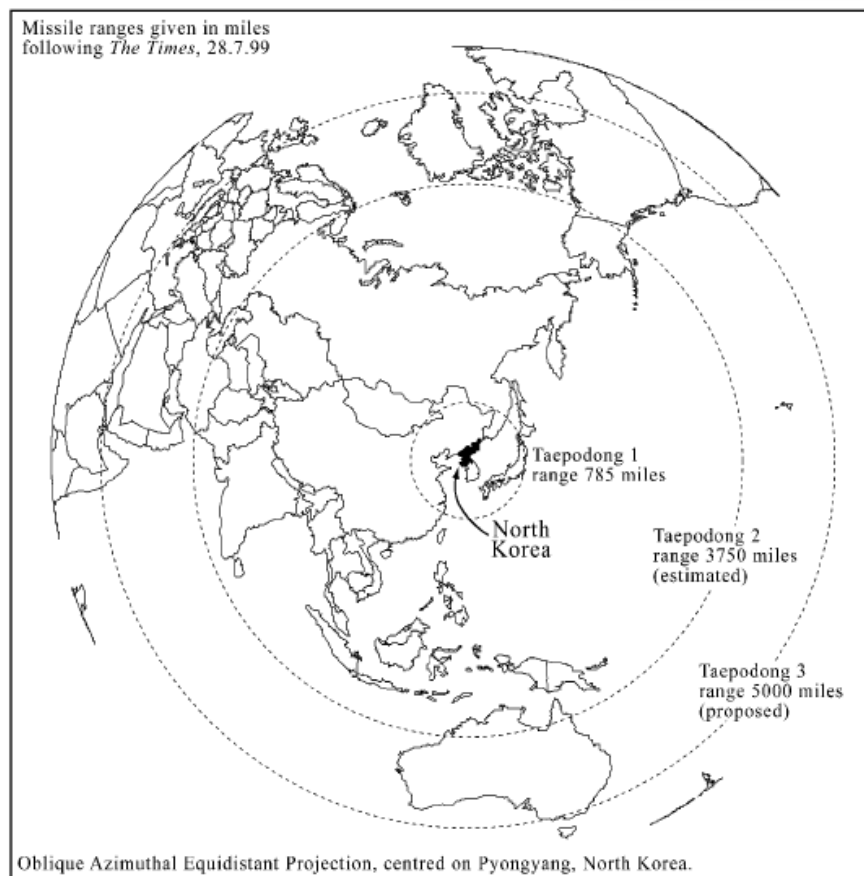 Missile ranges given in miles
following The Times, 28.7.99
Taepodong 1
range 785 miles
North
Korea
Taepodong 2
range 3750 miles
(estimated)
Taepodong 3
range 5000 miles
(proposed)
Oblique Azimuthal Equidistant Projection, centred on Pyongyang, North Korea.